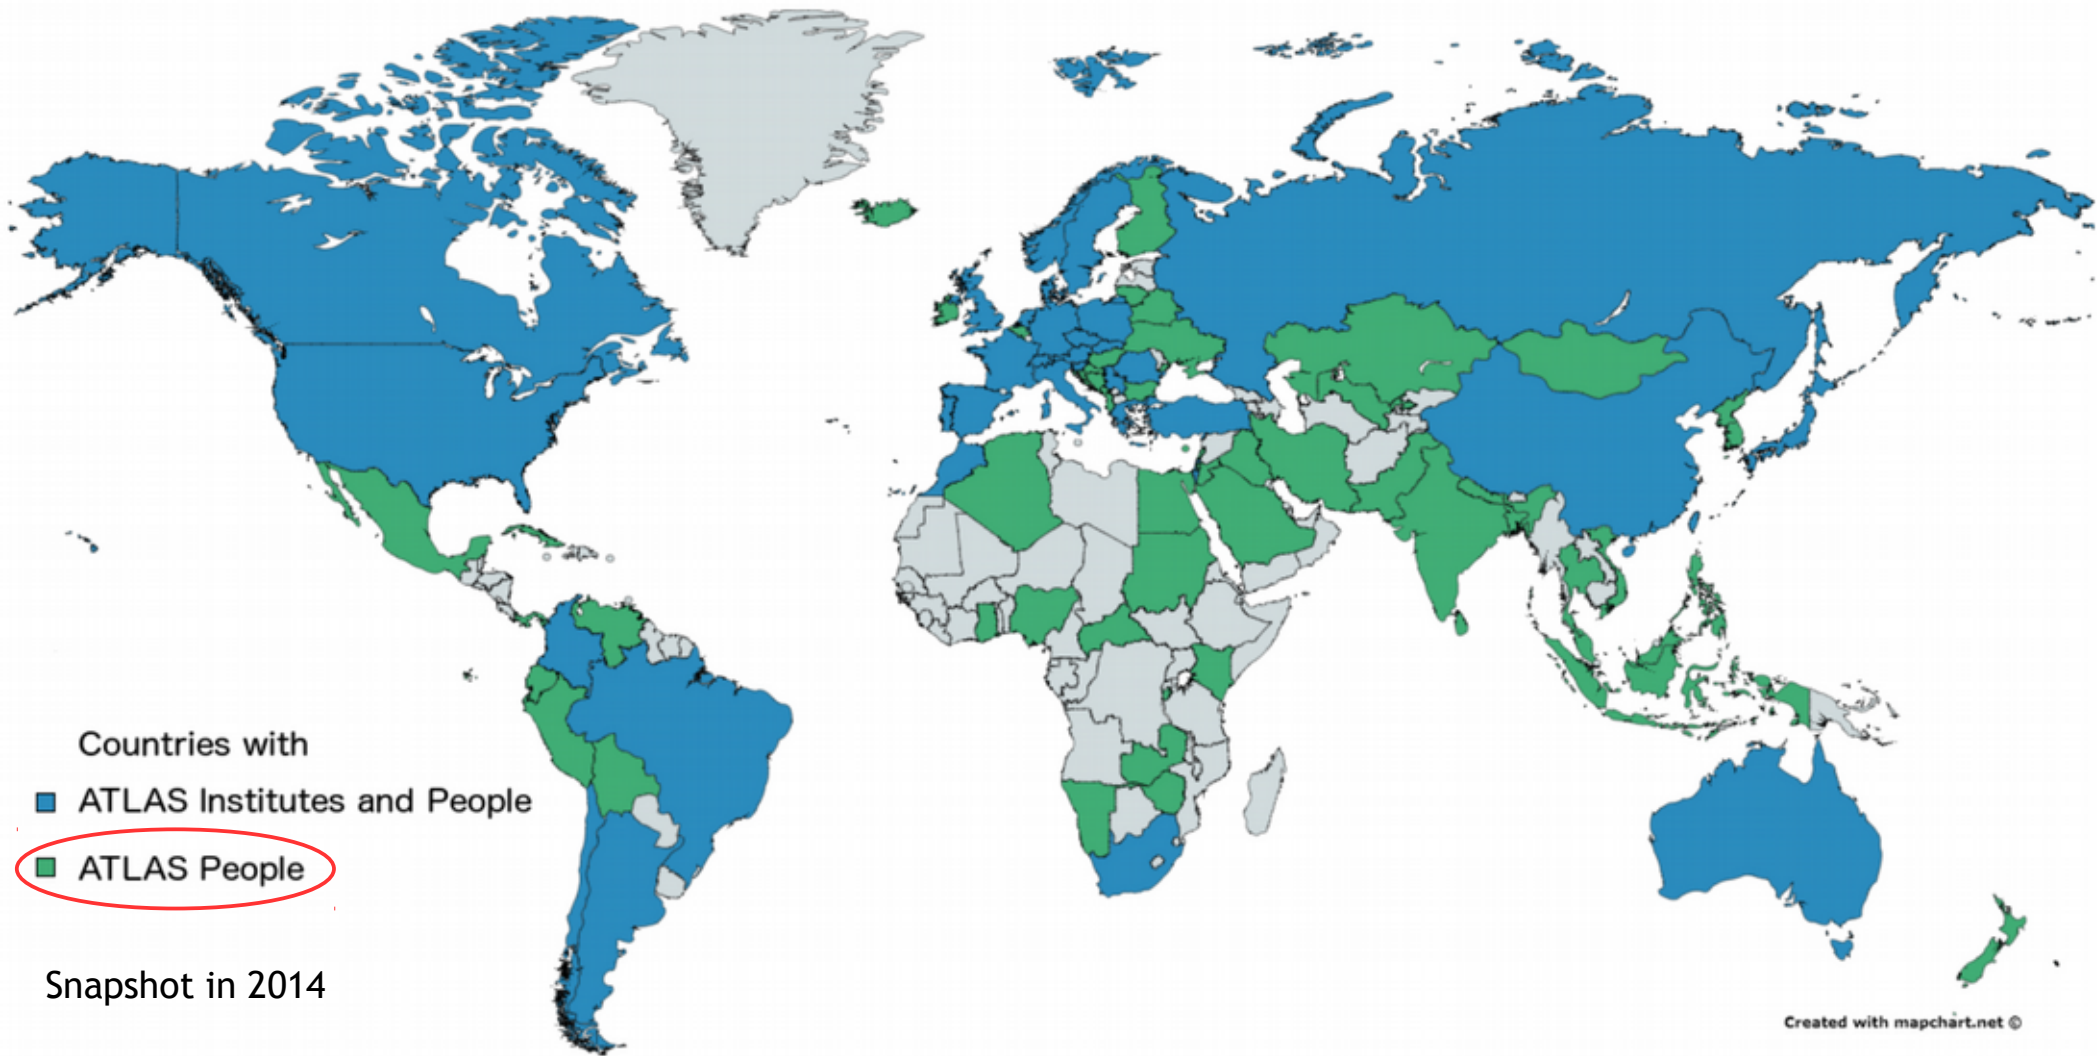 Countries with
ATLAS Institutes and People
ATLAS People
Snapshot in 2014
Created with mapchart.net ©